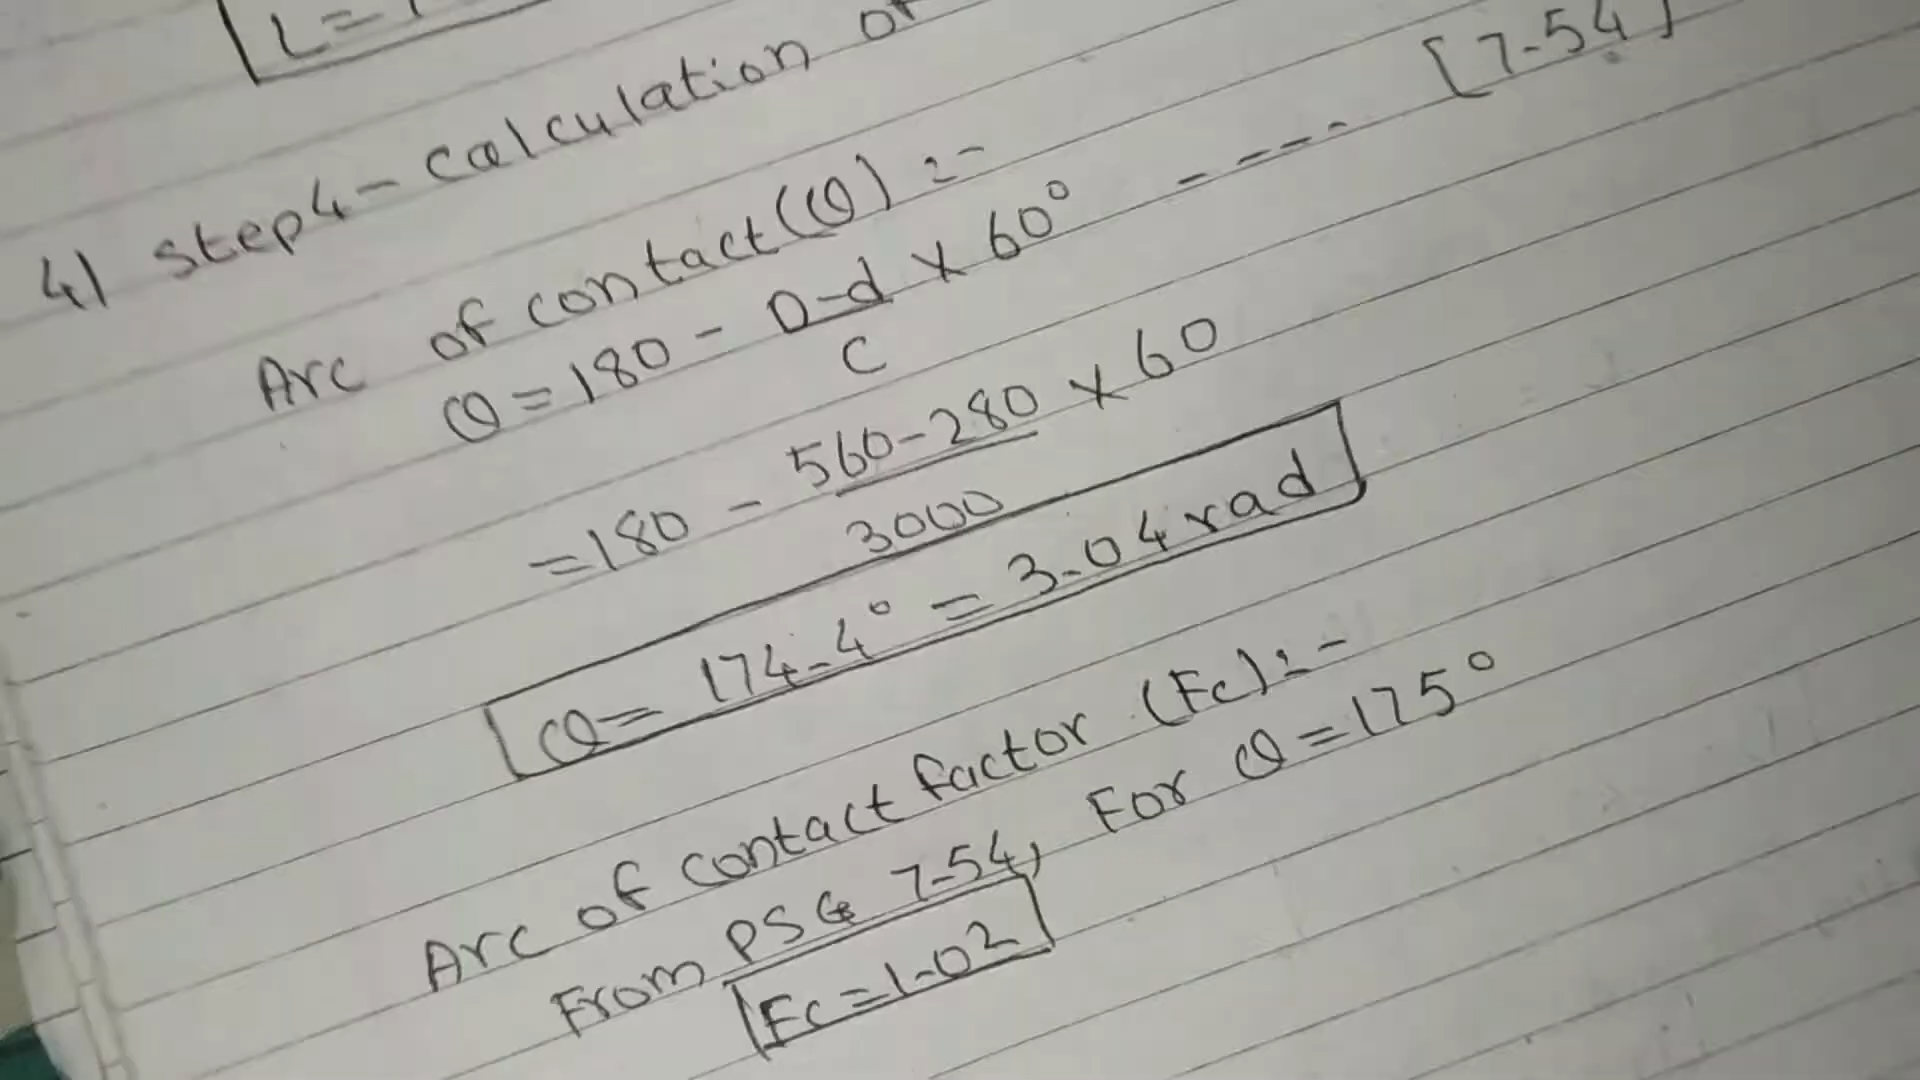 L=
4) step4-calculation of
Arc of contact(θ) :-
θ=180 - D-d/C × 60° - --- [7.54]
=180 - 560-280/3000 × 60
θ= 174.4° = 3.04 rad
Arc of contact factor (Fc):-
From PSG 7.54, For θ=175°
Fc=1.02